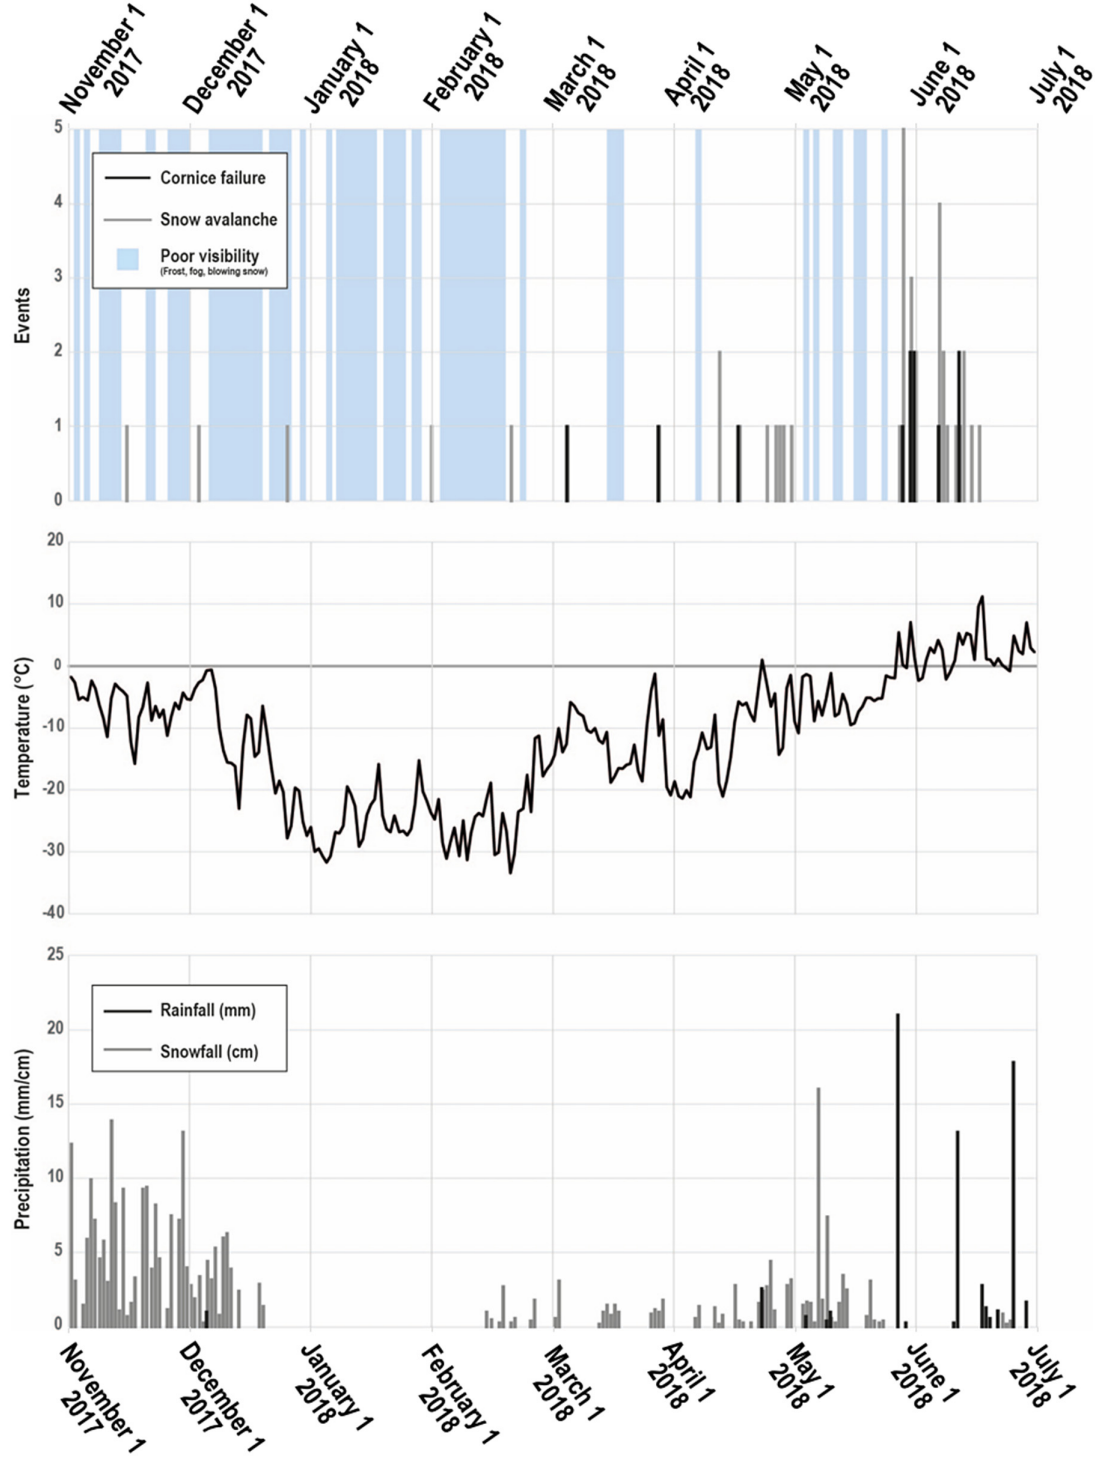 November 1
2017
December 1
2017
January 1
2018
February 1
2018
March 1
2018
April 1
2018
May 1
2018
June 1
2018
July 1
2018
5
4
3
2
1
0
Events
Cornice failure
Snow avalanche
Poor visibility
(Frost, fog, blowing snow)
20
10
0
-10
-20
-30
-40
Temperature (°C)
25
20
15
10
5
0
Precipitation (mm/cm)
Rainfall (mm)
Snowfall (cm)
November 1
2017
December 1
2017
January 1
2018
February 1
2018
March 1
2018
April 1
2018
May 1
2018
June 1
2018
July 1
2018